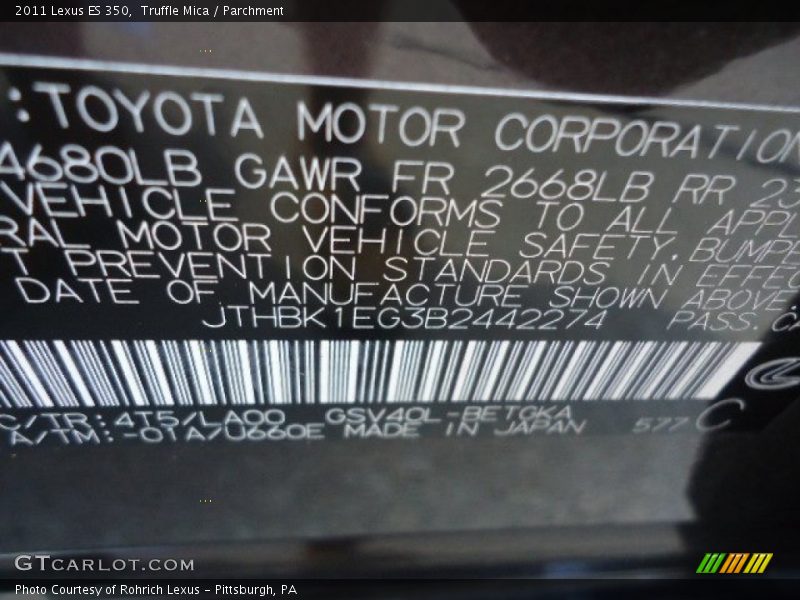 2011 Lexus ES 350, Truffle Mica / Parchment
:TOYOTA MOTOR CORPORATION
4680LB GAWR FR 2668LB RR
VEHICLE CONFORMS TO ALL
MOTOR VEHICLE SAFETY,
T PREVENTION STANDARDS IN
DATE OF MANUFACTURE SHOWN ABOVE.
JTHBK1EG3B2442274 PASS.
C/TR:4T5/LA00 GSV40L-BETGKA
A/TM:-01A/U660E MADE IN JAPAN 577 C
GTCARLOT.COM
Photo Courtesy of Rohrich Lexus - Pittsburgh, PA